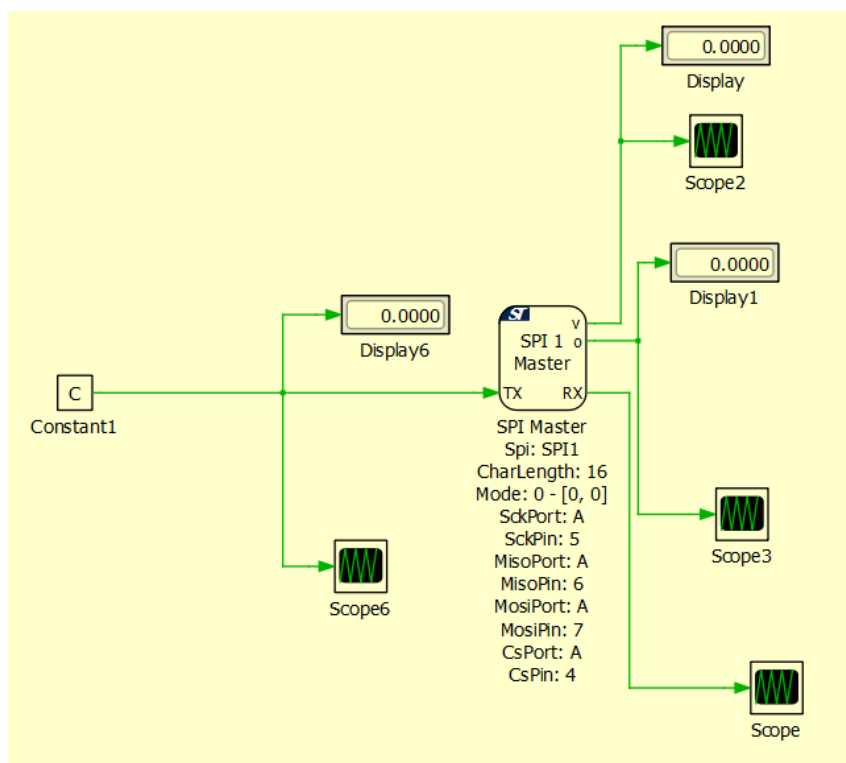 0.0000
Display
Scope2
0.0000
Display1
0.0000
Display6
ST
v
SPI 1 o
Master
C
TX RX
Constant1
SPI Master
Spi: SPI1
CharLength: 16
Mode: 0 - [0, 0]
SckPort: A
SckPin: 5
MisoPort: A
MisoPin: 6
MosiPort: A
MosiPin: 7
CsPort: A
CsPin: 4
Scope3
Scope6
Scope